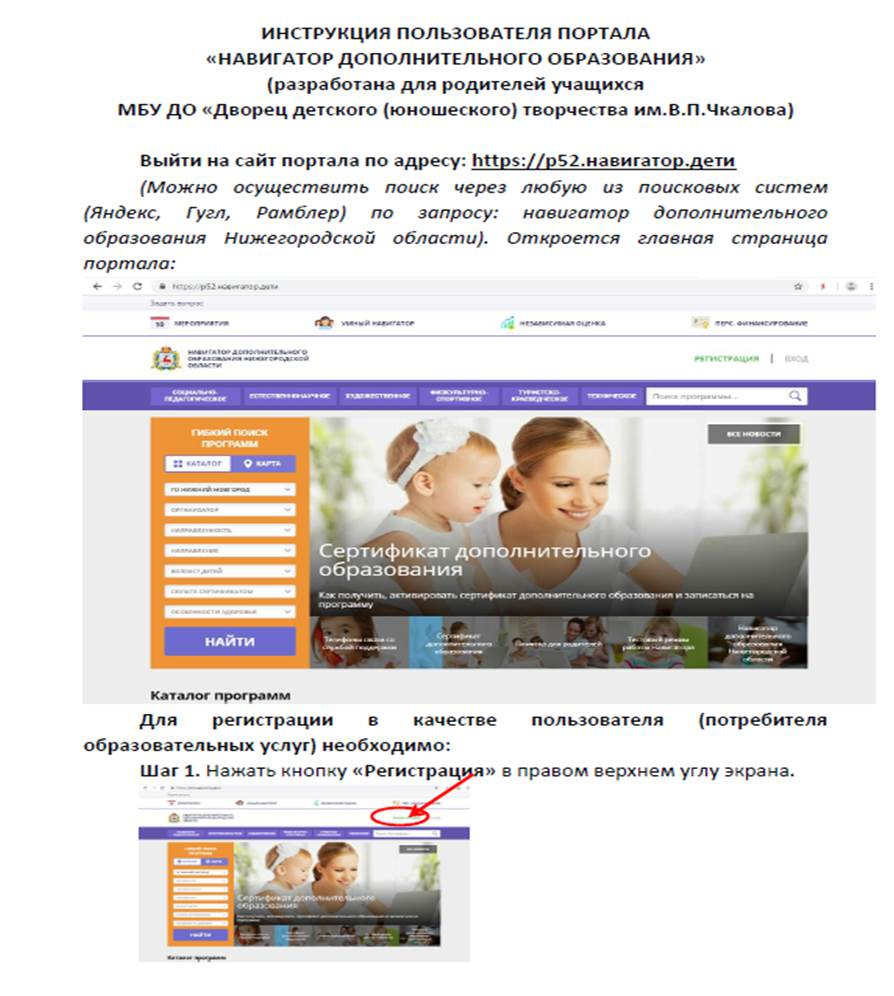 ИНСТРУКЦИЯ ПОЛЬЗОВАТЕЛЯ ПОРТАЛА
«НАВИГАТОР ДОПОЛНИТЕЛЬНОГО ОБРАЗОВАНИЯ»
(разработана для родителей учащихся
МБУ ДО «Дворец детского (юношеского) творчества им.В.П.Чкалова)
Выйти на сайт портала по адресу: https://р52.навигатор.дети
(Можно осуществить поиск через любую из поисковых систем
(Яндекс, Гугл, Рамблер) по запросу: навигатор дополнительного
образования Нижегородской области). Откроется главная страница
портала:
https://р52.навигатор.дети
Задать вопрос
10 МЕРОПРИЯТИЯ УМНЫЙ НАВИГАТОР НЕЗАВИСИМАЯ ОЦЕНКА ПЕРС. ФИНАНСИРОВАНИЕ
НАВИГАТОР ДОПОЛНИТЕЛЬНОГО
ОБРАЗОВАНИЯ НИЖЕГОРОДСКОЙ
ОБЛАСТИ
РЕГИСТРАЦИЯ | ВХОД
СОЦИАЛЬНО-
ПЕДАГОГИЧЕСКОЕ
ЕСТЕСТВЕННОНАУЧНОЕ
ХУДОЖЕСТВЕННОЕ
ФИЗКУЛЬТУРНО-
СПОРТИВНОЕ
ТУРИСТСКО-
КРАЕВЕДЧЕСКОЕ
ТЕХНИЧЕСКОЕ
Поиск программы...
ГИБКИЙ ПОИСК
ПРОГРАММ
КАТАЛОГ КАРТА
ГО НИЖНИЙ НОВГОРОД
ОРГАНИЗАТОР
НАПРАВЛЕННОСТЬ
НАПРАВЛЕНИЕ
ВОЗРАСТ ДЕТЕЙ
ОПЛАТА СЕРТИФИКАТОМ
ОСОБЕННОСТИ ЗДОРОВЬЯ
НАЙТИ
ВСЕ НОВОСТИ
Сертификат дополнительного
образования
Как получить, активировать сертификат дополнительного образования и записаться на
программу
Телефоны связи со
службой поддержки
Сертификат
дополнительного
образования
Памятка для родителей
Тестовый режим
работы Навигатора
Навигатор
дополнительного
образования
Нижегородской
области
Каталог программ
Для регистрации в качестве пользователя (потребителя
образовательных услуг) необходимо:
Шаг 1. Нажать кнопку «Регистрация» в правом верхнем углу экрана.
ГИБКИЙ ПОИСК
ПРОГРАММ
НАЙТИ
Сертификат дополнительного
образования
Каталог программ